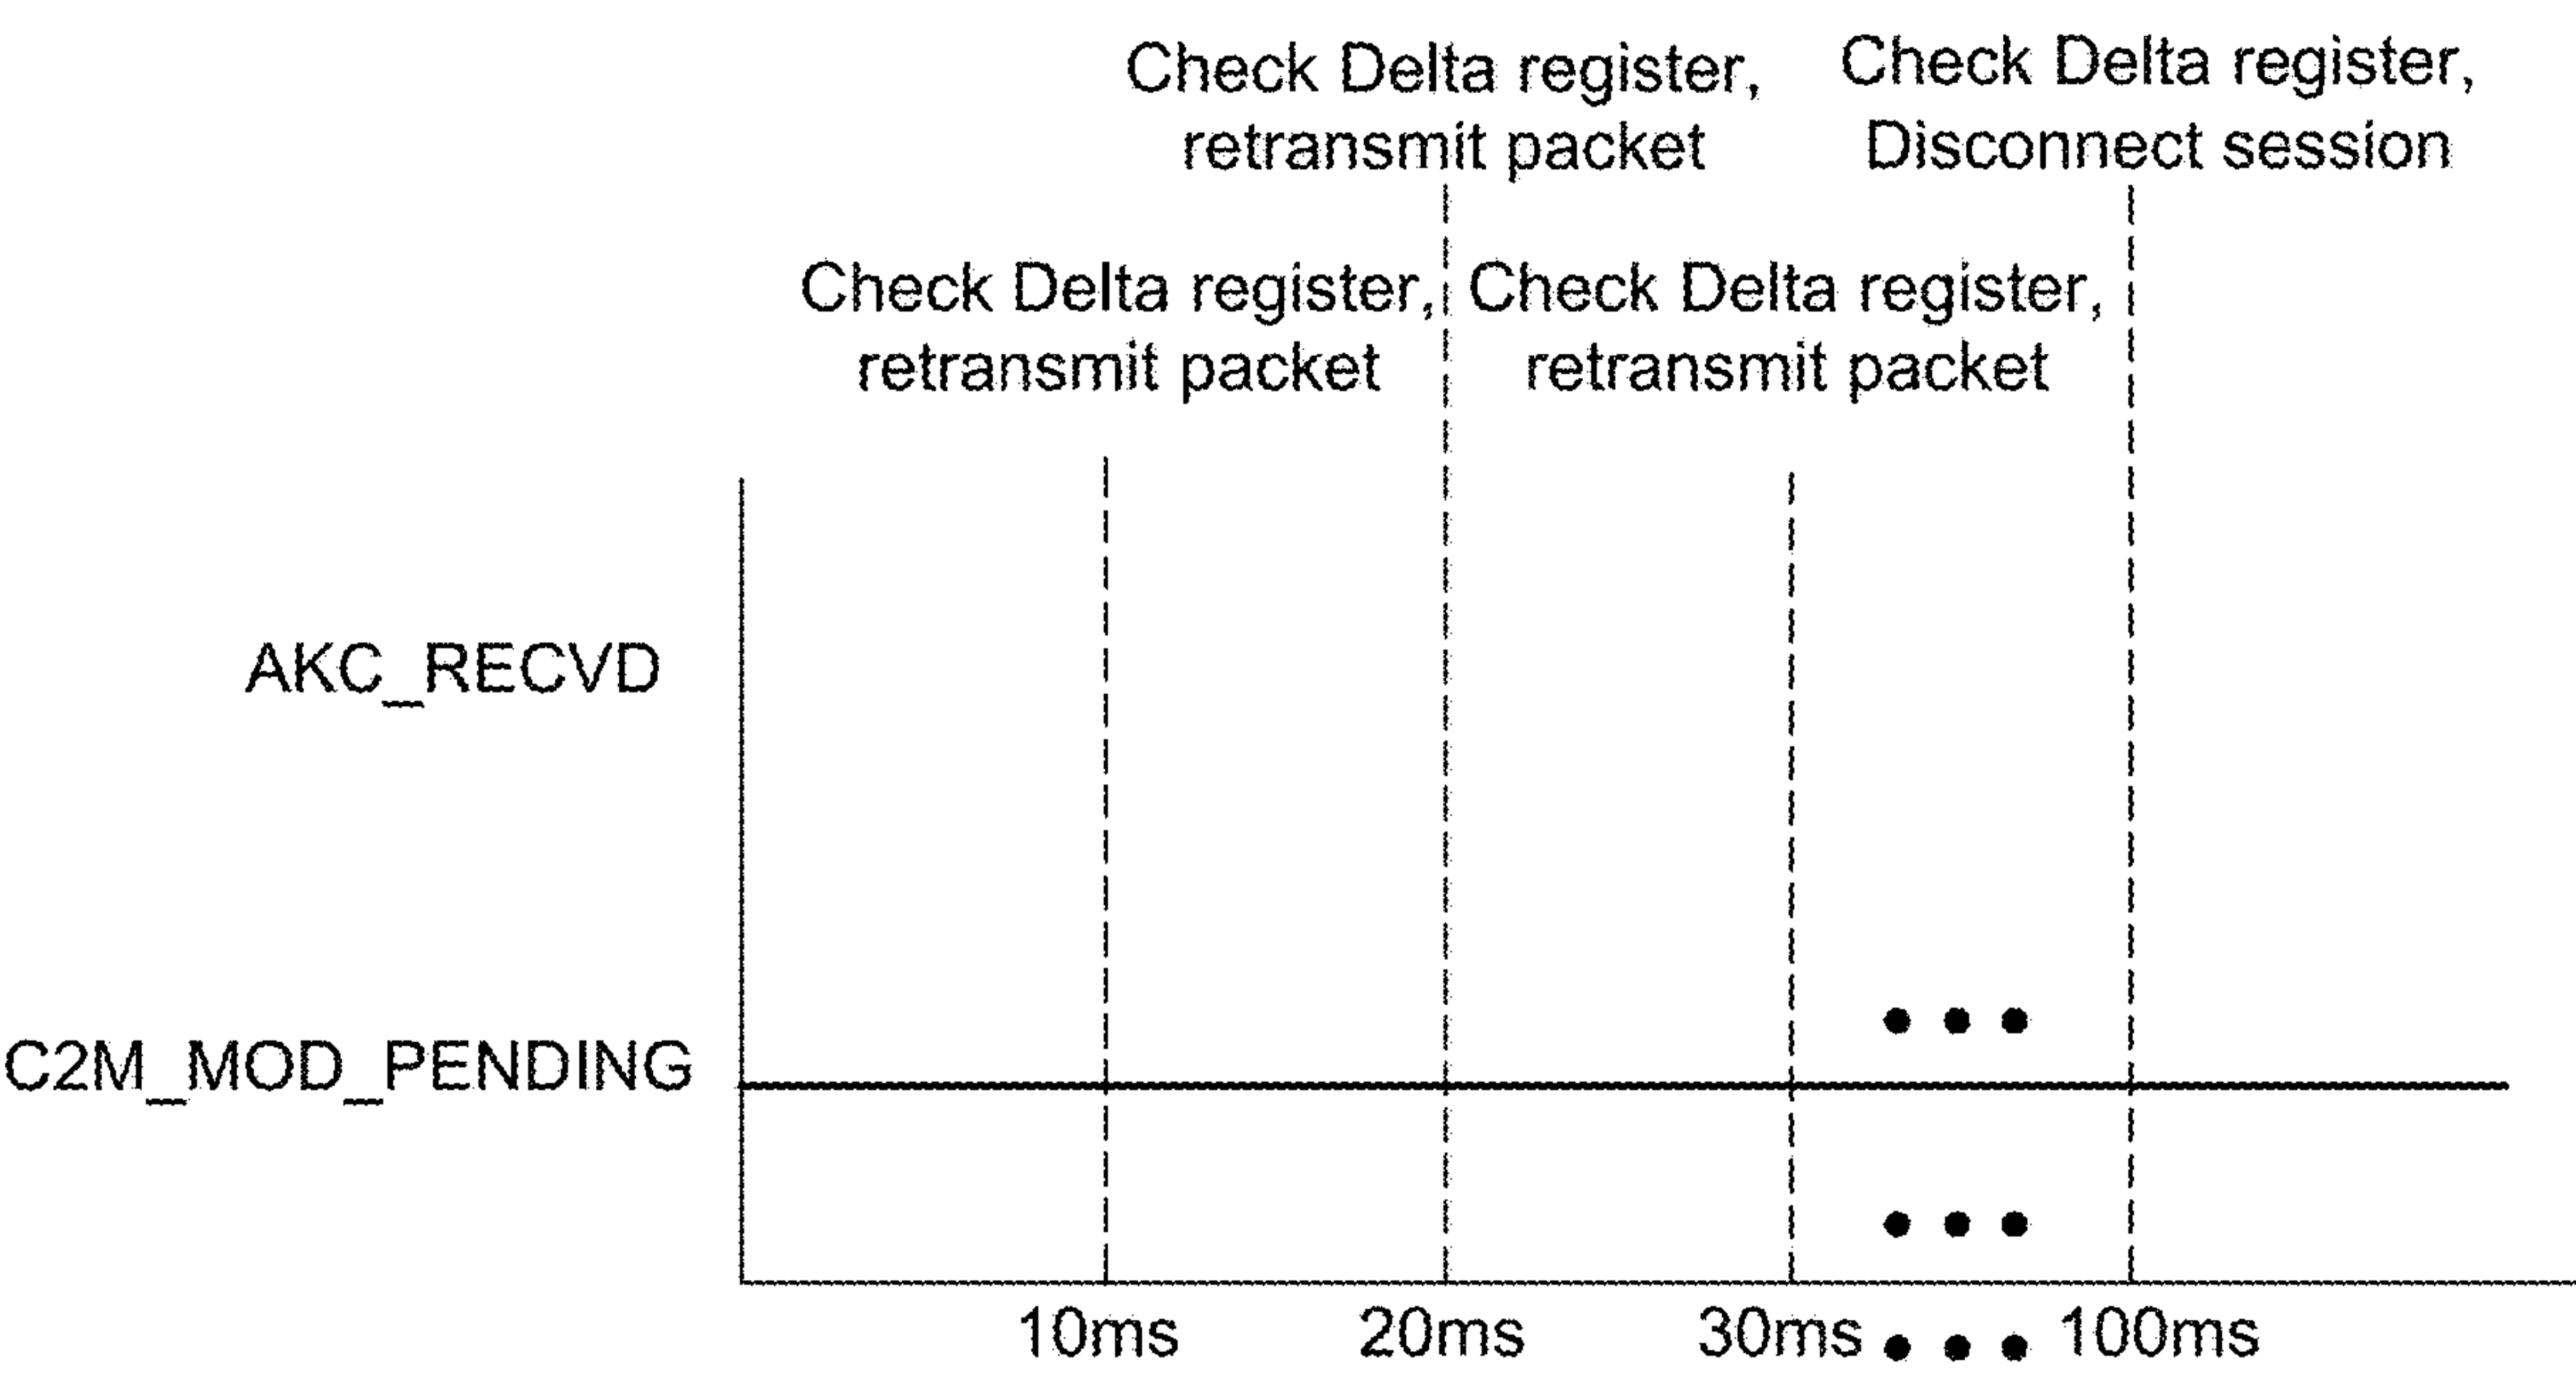 Check Delta register,
retransmit packet
Check Delta register,
Disconnect session
Check Delta register,
retransmit packet
Check Delta register,
retransmit packet
AKC_RECVD
C2M_MOD_PENDING
10ms 20ms 30ms ••• 100ms